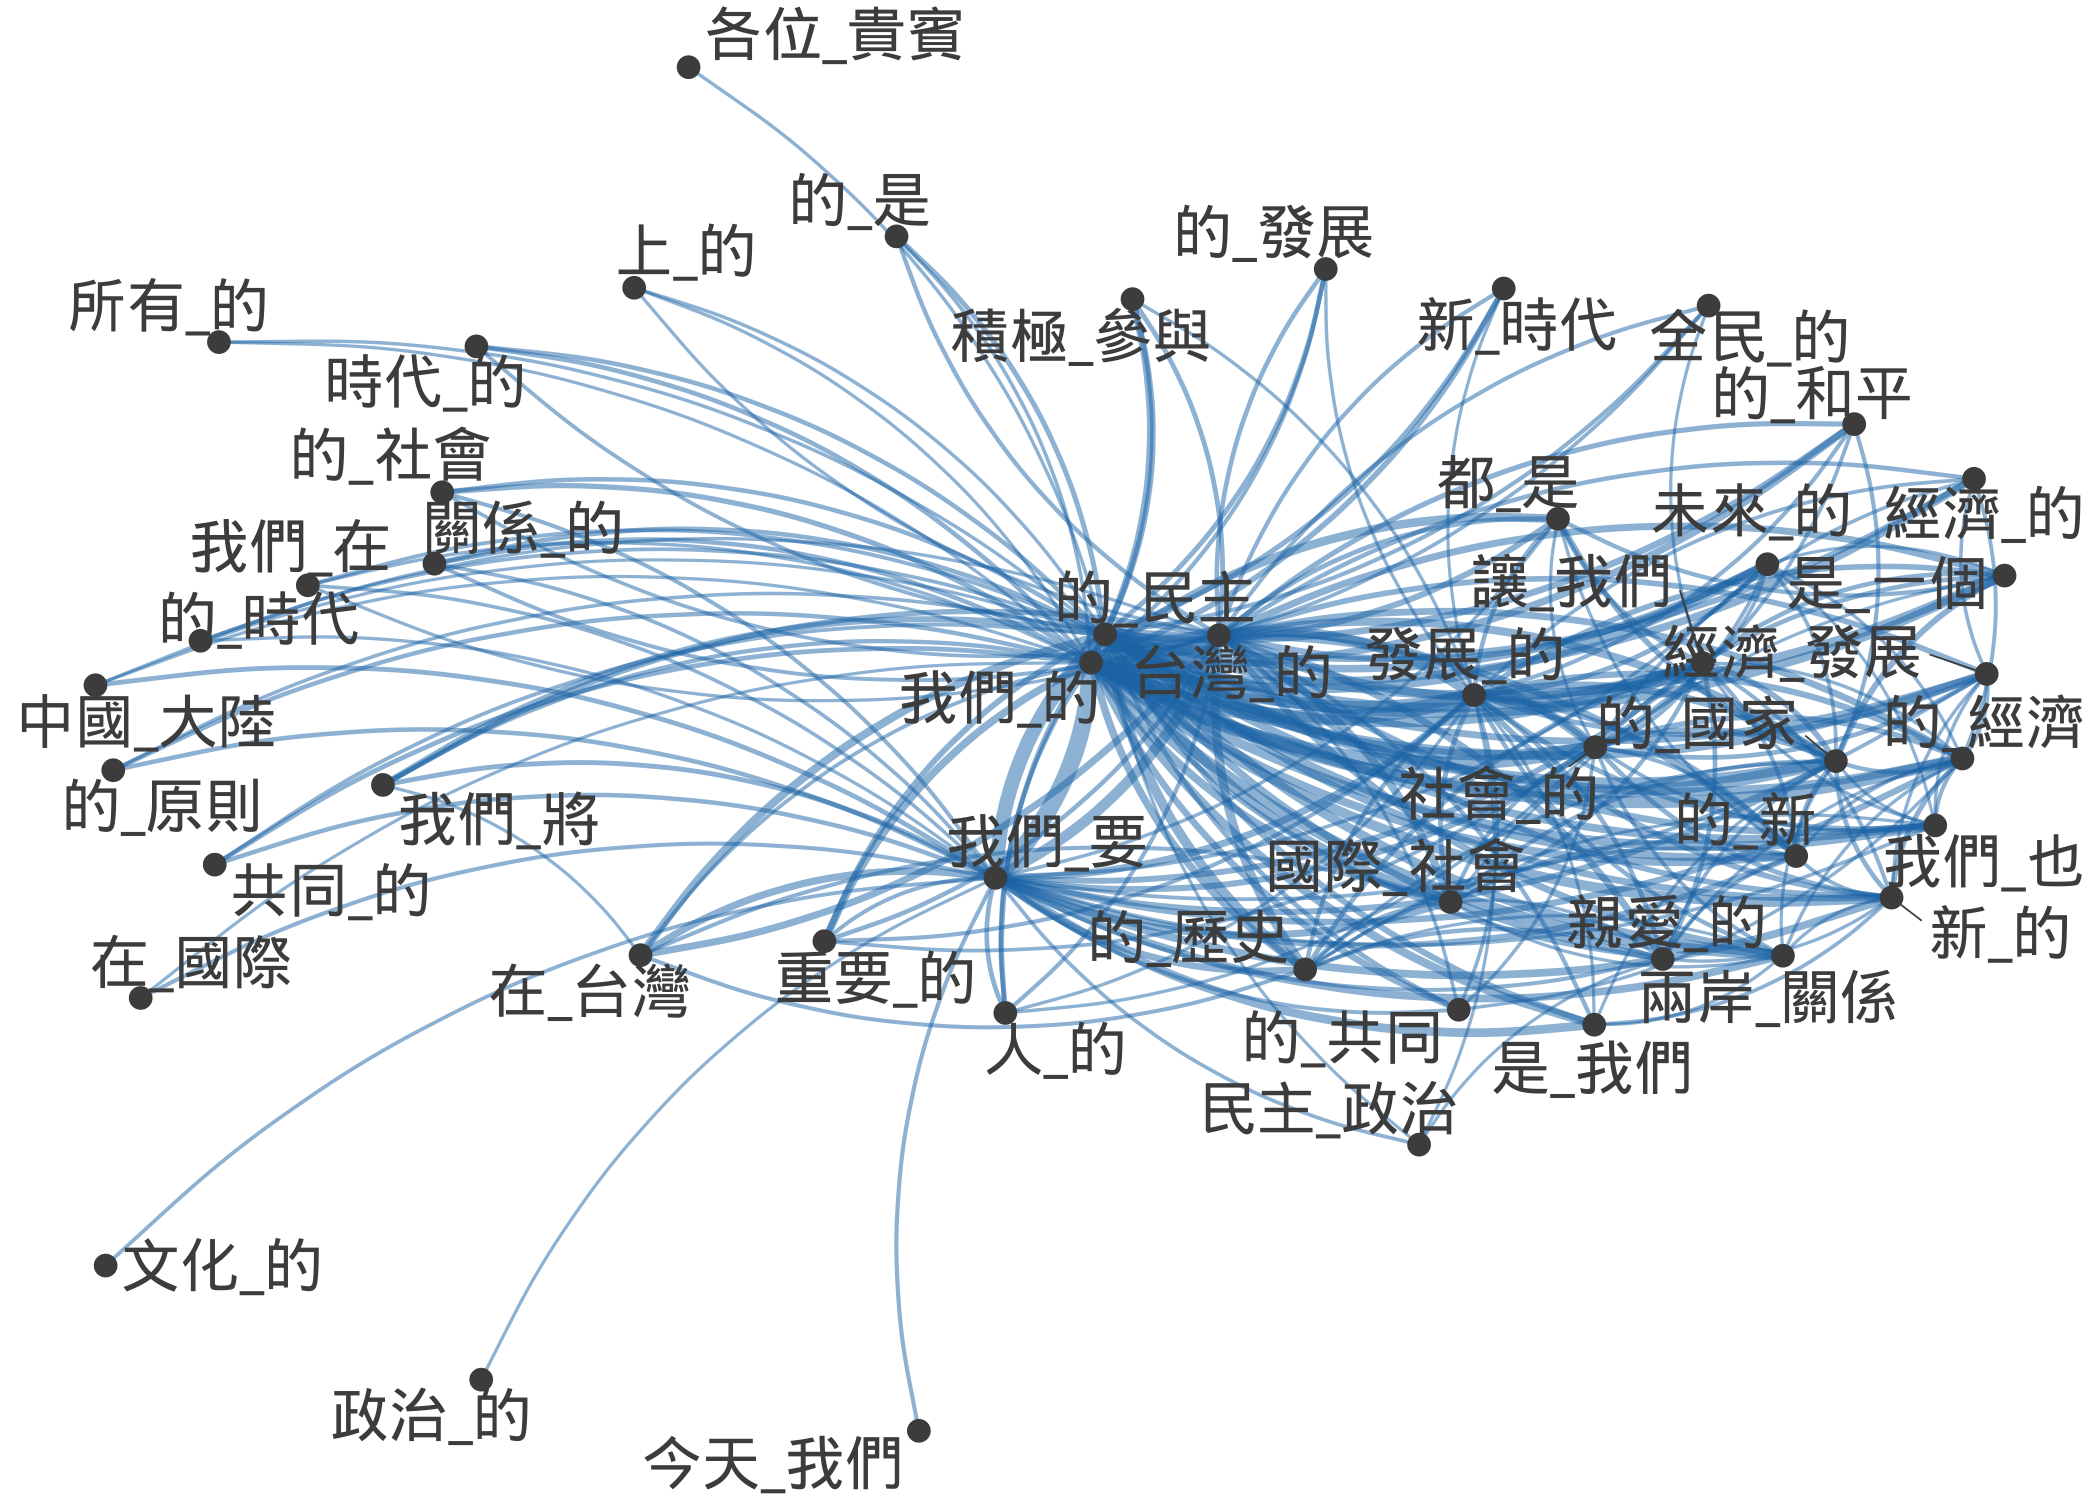 各位_貴賓
的_是
的_發展
上_的
所有_的
積極_參與
新_時代
全民_的
時代_的
的_和平
的_社會
都_是
未來_的
經濟_的
關係_的
我們_在
的_民主
讓_我們
是_一個
的_時代
發展_的
經濟_發展
台灣_的
我們_的
中國_大陸
的_國家
的_經濟
的_原則
社會_的
我們_將
的_新
我們_要
國際_社會
我們_也
共同_的
的_歷史
親愛_的
新_的
在_國際
在_台灣
重要_的
兩岸_關係
人_的
的_共同
是_我們
民主_政治
文化_的
政治_的
今天_我們